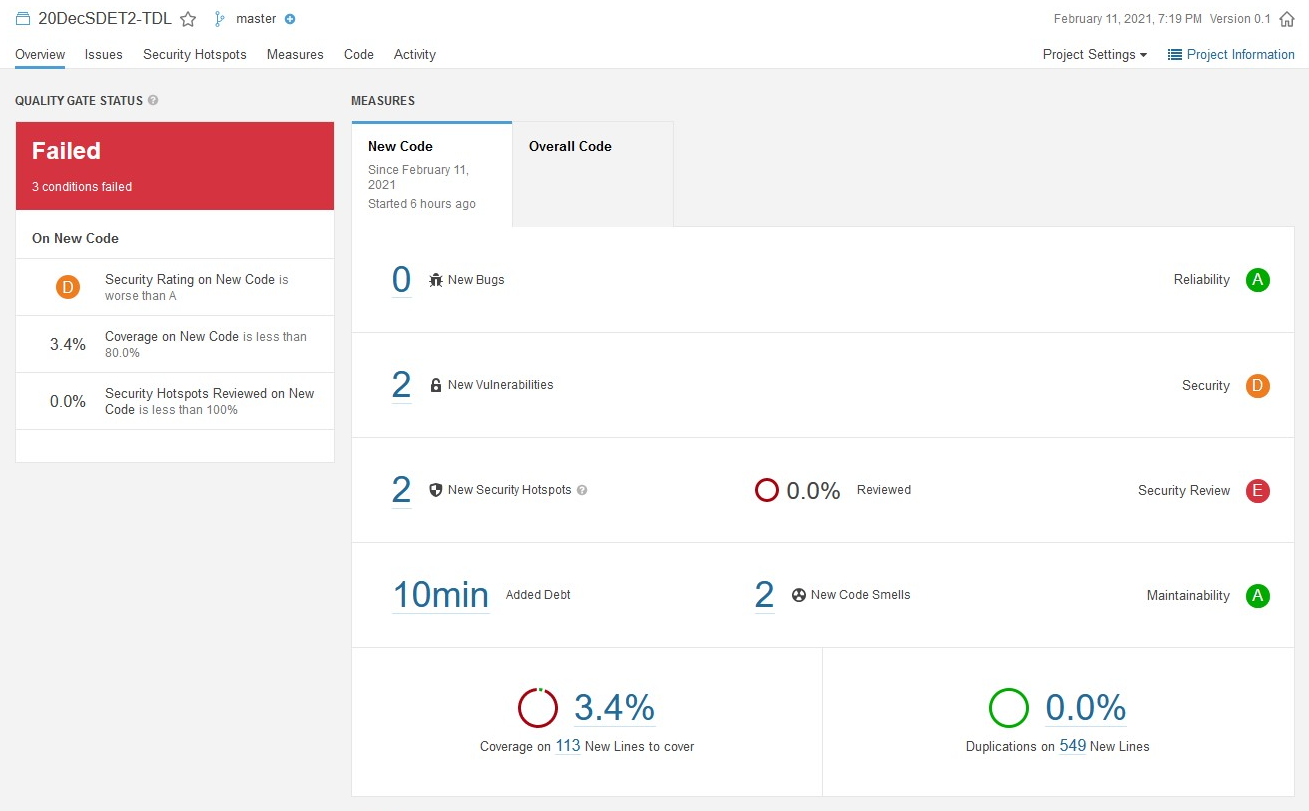 20DecSDET2-TDL master
February 11, 2021, 7:19 PM Version 0.1
Overview Issues Security Hotspots Measures Code Activity
Project Settings Project Information
QUALITY GATE STATUS ?
Failed
3 conditions failed
On New Code
D Security Rating on New Code is
worse than A
3.4% Coverage on New Code is less than
80.0%
0.0% Security Hotspots Reviewed on New
Code is less than 100%
MEASURES
New Code
Since February 11,
2021
Started 6 hours ago
Overall Code
0 New Bugs
Reliability A
2 New Vulnerabilities
Security D
2 New Security Hotspots ?
0.0% Reviewed
Security Review E
10min Added Debt
2 New Code Smells
Maintainability A
3.4%
Coverage on 113 New Lines to cover
0.0%
Duplications on 549 New Lines